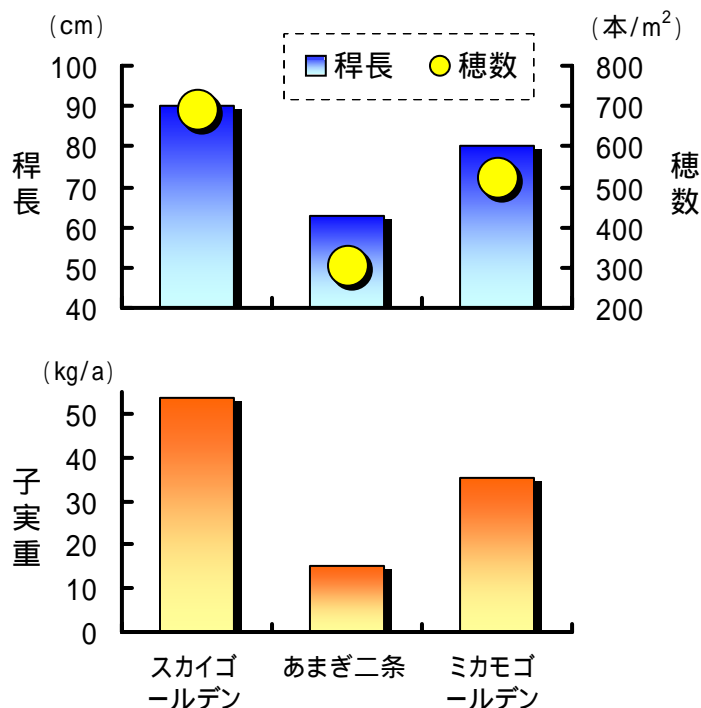 (cm)
(本/m²)
稈長 穂数
100
90
80
70
60
50
40
稈長
800
700
600
500
400
300
200
穂数
(kg/a)
50
40
30
20
10
0
子実重
スカイゴ
ールデン
あまぎ二条
ミカモゴ
ールデン